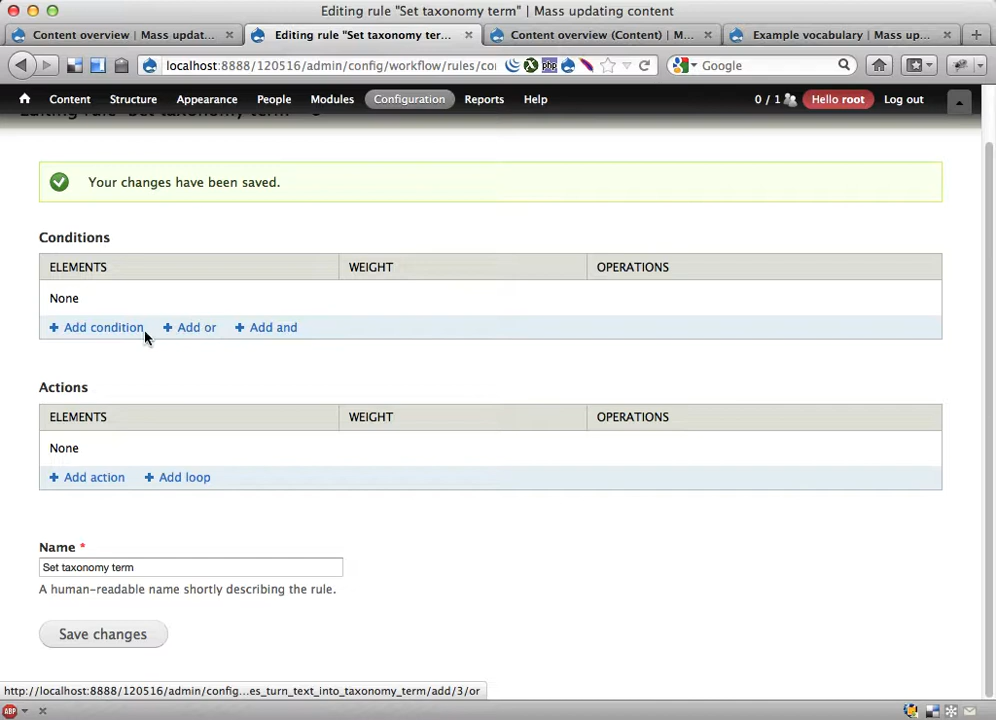 Editing rule "Set taxonomy term" | Mass updating content
Content overview | Mass updat...
Editing rule "Set taxonomy ter...
Content overview (Content) | M...
Example vocabulary | Mass up...
localhost:8888/120516/admin/config/workflow/rules/cor
php
Google
Content
Structure
Appearance
People
Modules
Configuration
Reports
Help
0 / 1
Hello root
Log out
Editing rule "Set taxonomy term"
Your changes have been saved.
Conditions
ELEMENTS WEIGHT OPERATIONS
None
+ Add condition + Add or + Add and
Actions
ELEMENTS WEIGHT OPERATIONS
None
+ Add action + Add loop
Name *
Set taxonomy term
A human-readable name shortly describing the rule.
Save changes
http://localhost:8888/120516/admin/config...es_turn_text_into_taxonomy_term/add/3/or
ABP